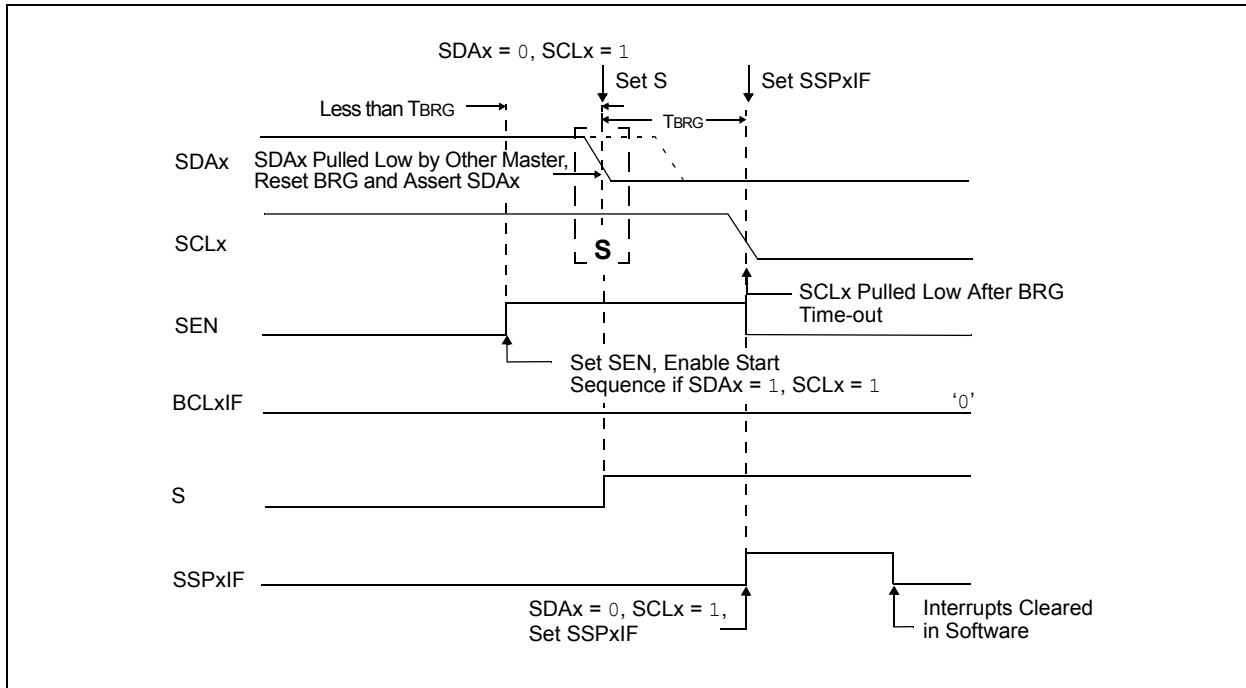 SDAx = 0, SCLx = 1
Set S
Set SSPxIF
Less than TBRG
TBRG
SDAx
SDAx Pulled Low by Other Master,
Reset BRG and Assert SDAx
SCLx
S
SCLx Pulled Low After BRG
Time-out
SEN
Set SEN, Enable Start
Sequence if SDAx = 1, SCLx = 1
BCLxIF
‘0’
S
SSPxIF
SDAx = 0, SCLx = 1,
Set SSPxIF
Interrupts Cleared
in Software